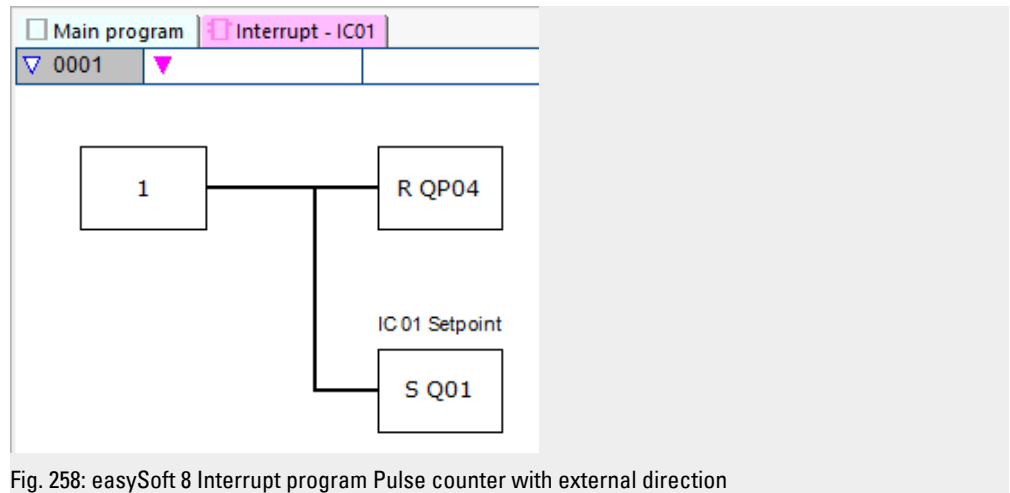 Main program Interrupt - IC01
0001
1 R QP04
IC 01 Setpoint
S Q01
Fig. 258: easySoft 8 Interrupt program Pulse counter with external direction